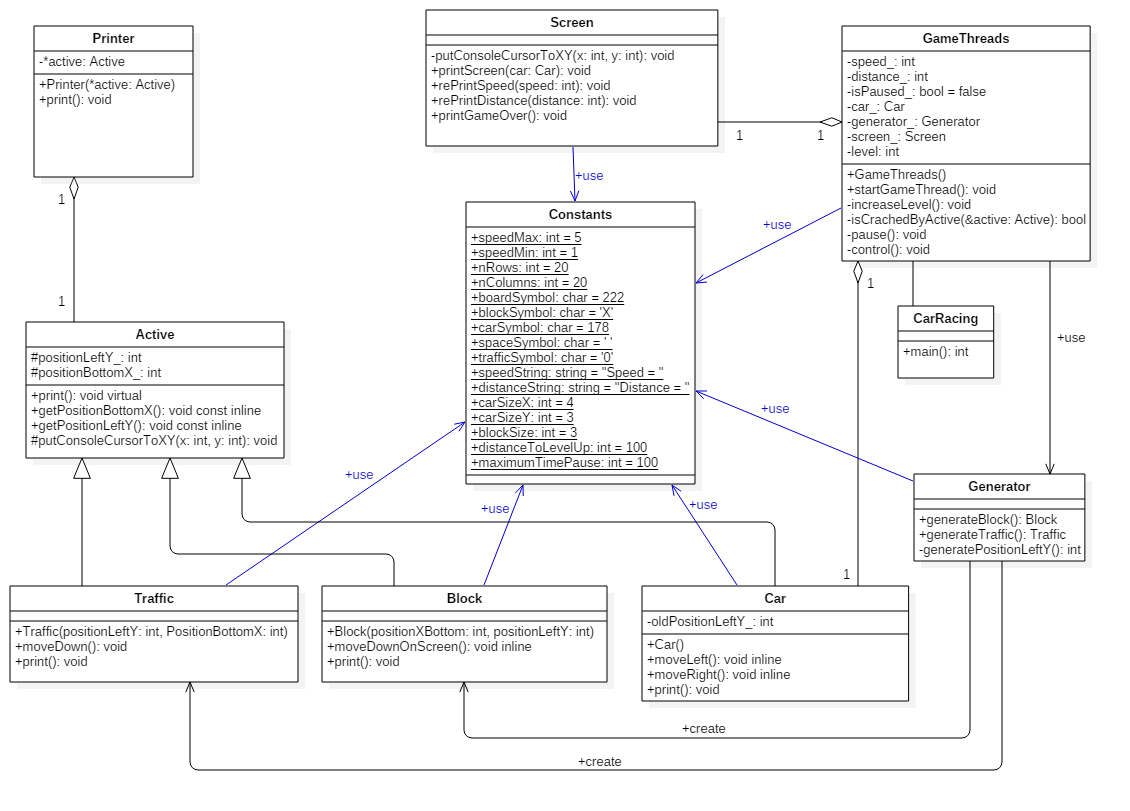 Printer
-*active: Active
+Printer(*active: Active)
+print(): void
Screen
-putConsoleCursorToXY(x: int, y: int): void
+printScreen(car: Car): void
+rePrintSpeed(speed: int): void
+rePrintDistance(distance: int): void
+printGameOver(): void
GameThreads
-speed_: int
-distance_: int
-isPaused_: bool = false
-car_: Car
-generator_: Generator
-screen_: Screen
-level: int
+GameThreads()
+startGameThread(): void
-increaseLevel(): void
-isCrachedByActive(&active: Active): bool
-pause(): void
-control(): void
1
1
1
1
+use
+use
1
1
+use
Constants
+speedMax: int = 5
+speedMin: int = 1
+nRows: int = 20
+nColumns: int = 20
+boardSymbol: char = 222
+blockSymbol: char = 'X'
+carSymbol: char = 178
+spaceSymbol: char = ' '
+trafficSymbol: char = '0'
+speedString: string = "Speed = "
+distanceString: string = "Distance = "
+carSizeX: int = 4
+carSizeY: int = 3
+blockSize: int = 3
+distanceToLevelUp: int = 100
+maximumTimePause: int = 100
CarRacing
+main(): int
Active
#positionLeftY_: int
#positionBottomX_: int
+print(): void virtual
+getPositionBottomX(): void const inline
+getPositionLeftY(): void const inline
#putConsoleCursorToXY(x: int, y: int): void
+use
+use
+use
+use
Generator
+generateBlock(): Block
+generateTraffic(): Traffic
-generatePositionLeftY(): int
Traffic
+Traffic(positionLeftY: int, PositionBottomX: int)
+moveDown(): void
+print(): void
Block
+Block(positionXBottom: int, positionLeftY: int)
+moveDownOnScreen(): void inline
+print(): void
Car
-oldPositionLeftY_: int
+Car()
+moveLeft(): void inline
+moveRight(): void inline
+print(): void
+create
+create